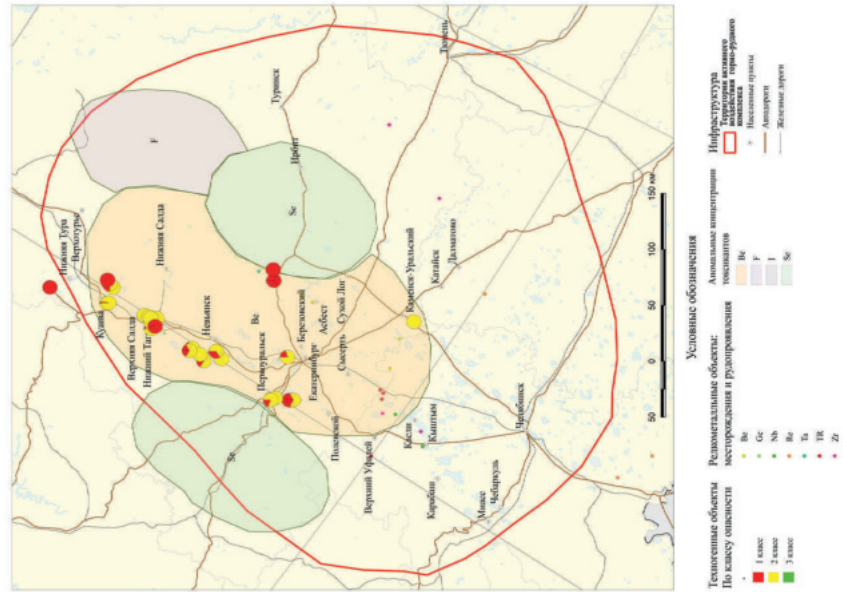 Нижняя Тура
Верхотурье
Кушва
Верхняя Салда
Нижняя Салда
Нижний Таг
Невьянск
F
Туринск
Ирбит
Se
Be
Первоуральск
Березовский
Асбест
Сухой Лог
Екатеринбург
Сысерть
Полевской
Se
Тюмень
Каменск-Уральский
Катайск
Далматово
Верхний Уфалей
Касли
Кыштым
Карабаш
Миасс
Чебаркуль
Челябинск
50
0
50
100
150 км
Условные обозначения
Техногенные объекты
По классу опасности
1 класс
2 класс
3 класс
Редкометалльные объекты:
месторождения и рудопроявления
Be
Ge
Nb
Re
Ta
TR
Zr
Аномальные концентрации
токсикантов
Be
F
I
Se
Инфраструктура
Территория активного
воздействия горно-рудного
комплекса
Населенные пункты
Автодороги
Железные дороги